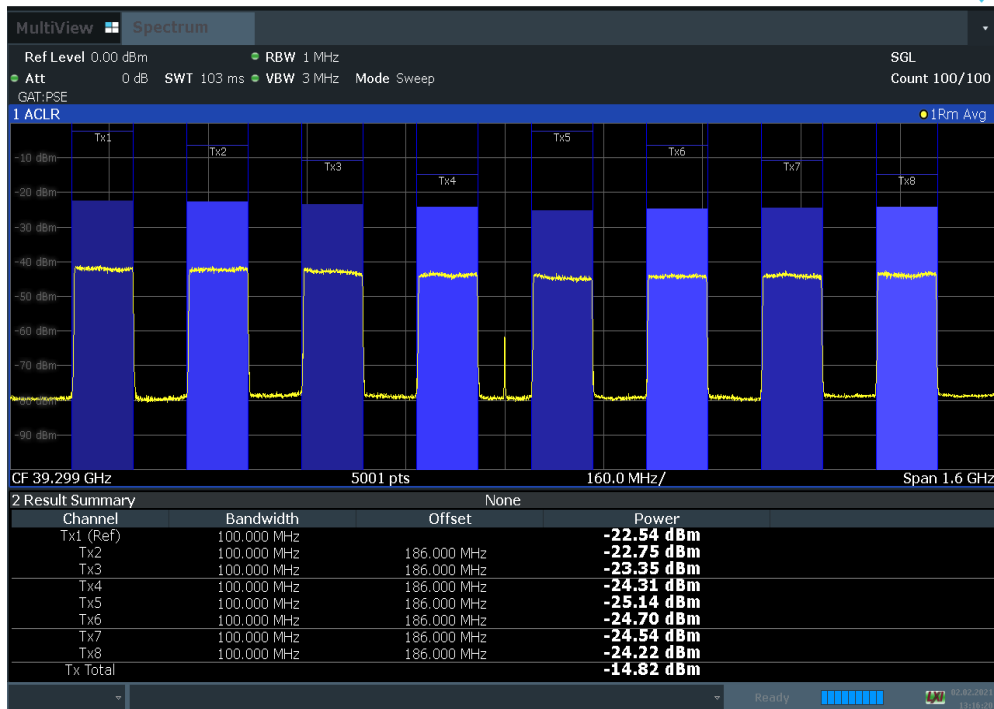 MultiView Spectrum
Ref Level 0.00 dBm RBW 1 MHz SGL
Att 0 dB SWT 103 ms VBW 3 MHz Mode Sweep Count 100/100
GAT:PSE
1 ACLR 1Rm Avg
Tx1 Tx2 Tx3 Tx4 Tx5 Tx6 Tx7 Tx8
-10 dBm
-20 dBm
-30 dBm
-40 dBm
-50 dBm
-60 dBm
-70 dBm
-80 dBm
-90 dBm
CF 39.299 GHz 5001 pts 160.0 MHz/ Span 1.6 GHz
2 Result Summary None
Channel Bandwidth Offset Power
Tx1 (Ref) 100.000 MHz -22.54 dBm
Tx2 100.000 MHz 186.000 MHz -22.75 dBm
Tx3 100.000 MHz 186.000 MHz -23.35 dBm
Tx4 100.000 MHz 186.000 MHz -24.31 dBm
Tx5 100.000 MHz 186.000 MHz -25.14 dBm
Tx6 100.000 MHz 186.000 MHz -24.70 dBm
Tx7 100.000 MHz 186.000 MHz -24.54 dBm
Tx8 100.000 MHz 186.000 MHz -24.22 dBm
Tx Total -14.82 dBm
Ready 02.02.2021
13:16:20